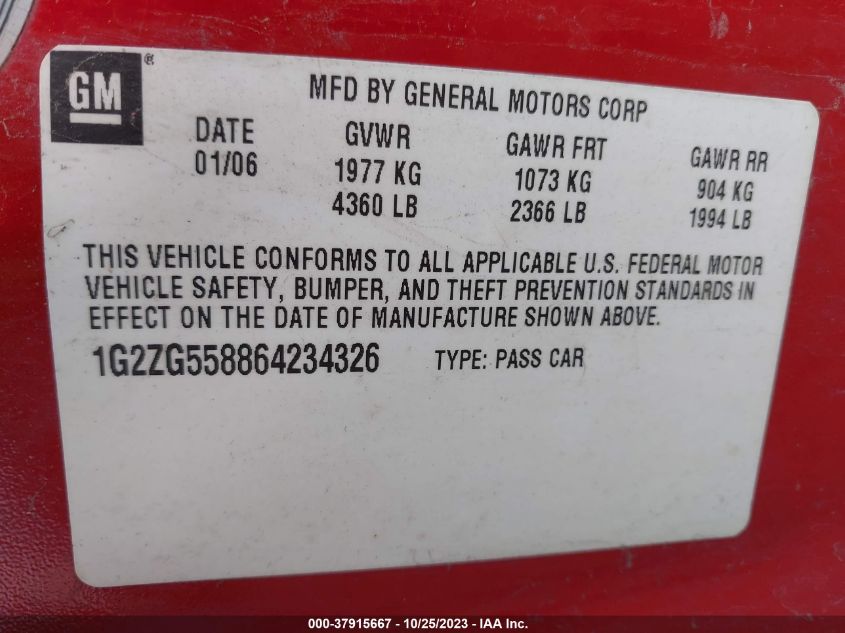 GM ®
MFD BY GENERAL MOTORS CORP
DATE GVWR GAWR FRT GAWR RR
01/06 1977 KG 1073 KG 904 KG
4360 LB 2366 LB 1994 LB
THIS VEHICLE CONFORMS TO ALL APPLICABLE U.S. FEDERAL MOTOR
VEHICLE SAFETY, BUMPER, AND THEFT PREVENTION STANDARDS IN
EFFECT ON THE DATE OF MANUFACTURE SHOWN ABOVE.
1G2ZG558864234326 TYPE: PASS CAR
000-37915667 - 10/25/2023 - IAA Inc.